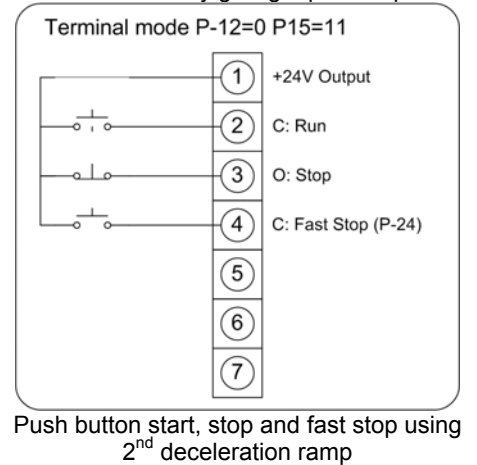 Terminal mode P-12=0 P15=11
1 +24V Output
2 C: Run
3 O: Stop
4 C: Fast Stop (P-24)
5
6
7
Push button start, stop and fast stop using
2nd deceleration ramp